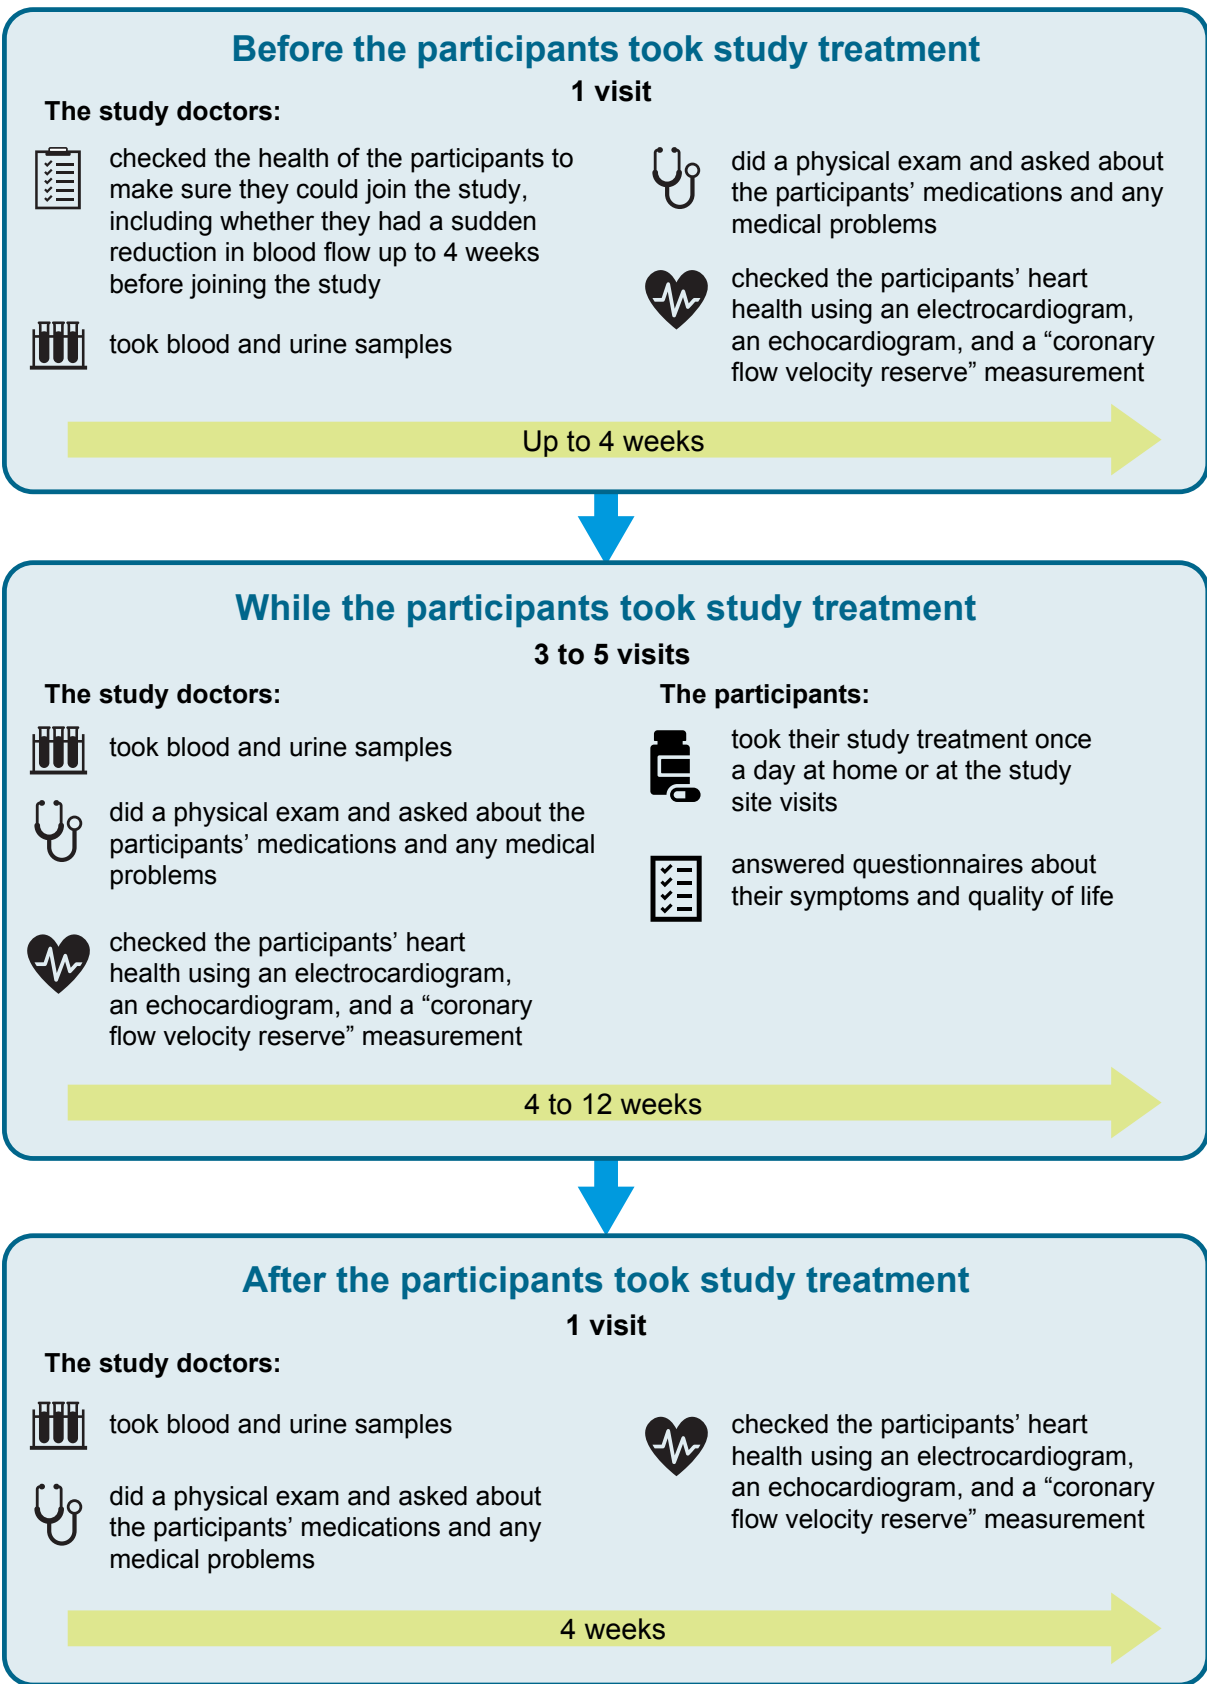 Before the participants took study treatment
1 visit
The study doctors:
checked the health of the participants to
make sure they could join the study,
including whether they had a sudden
reduction in blood flow up to 4 weeks
before joining the study
took blood and urine samples
did a physical exam and asked about
the participants’ medications and any
medical problems
checked the participants’ heart
health using an electrocardiogram,
an echocardiogram, and a “coronary
flow velocity reserve” measurement
Up to 4 weeks
While the participants took study treatment
3 to 5 visits
The study doctors:
took blood and urine samples
did a physical exam and asked about the
participants’ medications and any medical
problems
checked the participants’ heart
health using an electrocardiogram,
an echocardiogram, and a “coronary
flow velocity reserve” measurement
The participants:
took their study treatment once
a day at home or at the study
site visits
answered questionnaires about
their symptoms and quality of life
4 to 12 weeks
After the participants took study treatment
1 visit
The study doctors:
took blood and urine samples
did a physical exam and asked about
the participants’ medications and any
medical problems
checked the participants’ heart
health using an electrocardiogram,
an echocardiogram, and a “coronary
flow velocity reserve” measurement
4 weeks